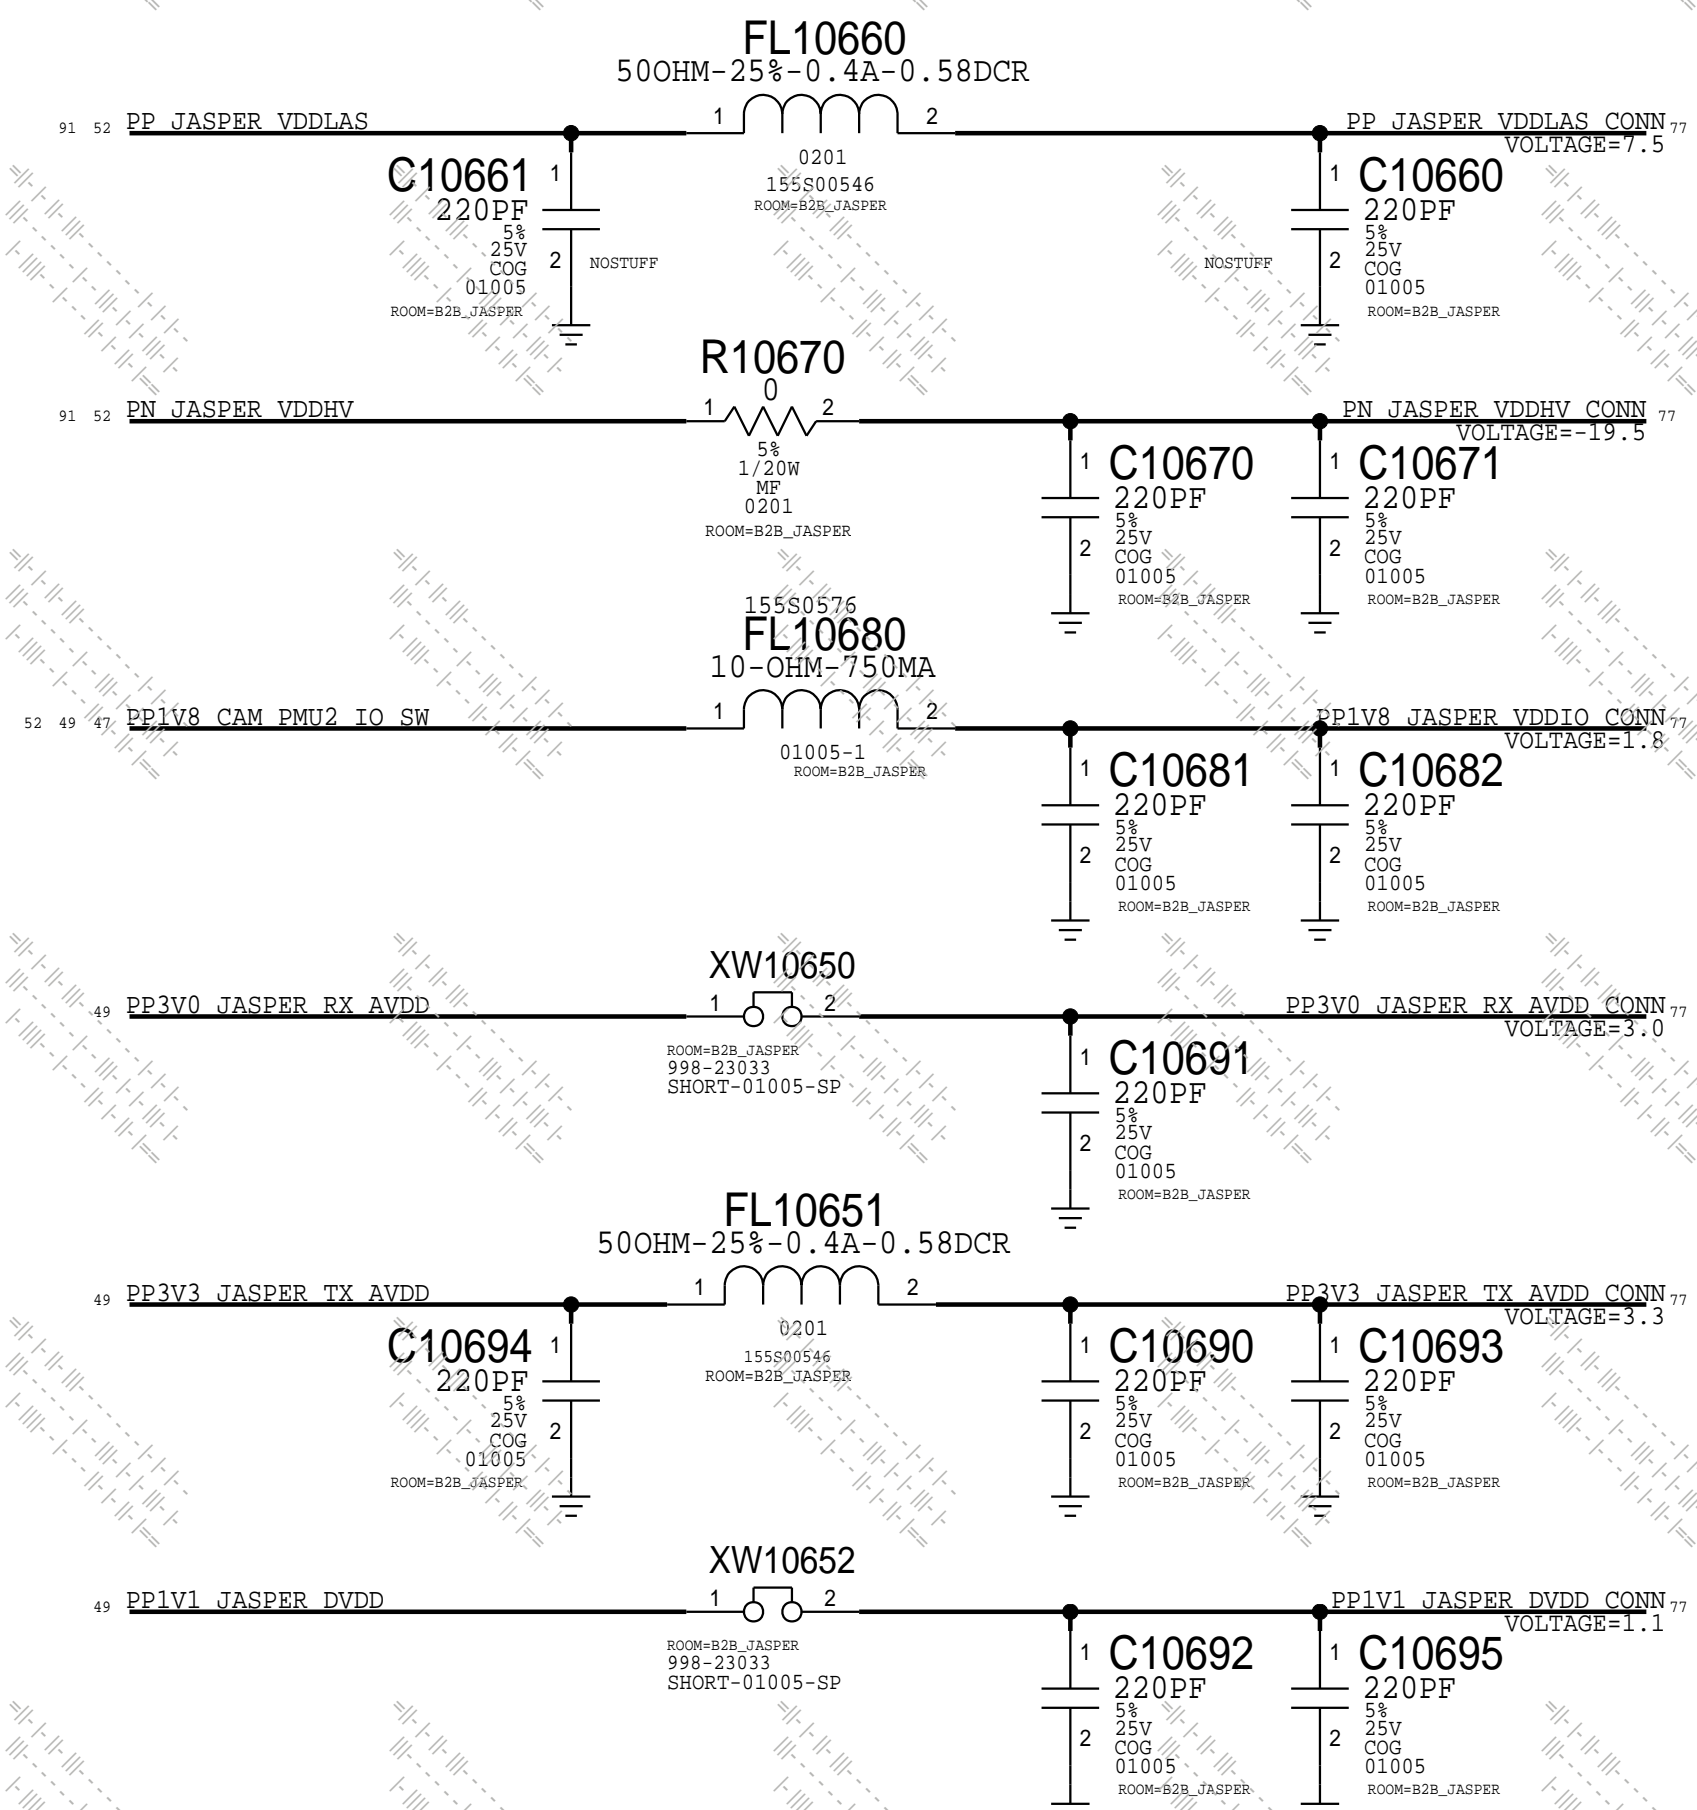 FL10660
50OHM-25%-0.4A-0.58DCR
91 52 PP JASPER VDDLAS
1 2
PP JASPER VDDLAS CONN 77
VOLTAGE=7.5
0201
155S00546
ROOM=B2B_JASPER
C10661 1
220PF
5%
25V
COG
01005
2 NOSTUFF
ROOM=B2B_JASPER
NOSTUFF
1 C10660
220PF
5%
25V
2 COG
01005
ROOM=B2B_JASPER
R10670
0
91 52 PN JASPER VDDHV
1 2
PN JASPER VDDHV CONN 77
VOLTAGE=-19.5
5%
1/20W
MF
0201
ROOM=B2B_JASPER
1 C10670
220PF
5%
25V
2 COG
01005
ROOM=B2B_JASPER
1 C10671
220PF
5%
25V
2 COG
01005
ROOM=B2B_JASPER
155S0576
FL10680
10-OHM-750MA
52 49 47 PP1V8 CAM PMU2 IO SW
1 2
PP1V8 JASPER VDDIO CONN 77
VOLTAGE=1.8
01005-1
ROOM=B2B_JASPER
1 C10681
220PF
5%
25V
2 COG
01005
ROOM=B2B_JASPER
1 C10682
220PF
5%
25V
2 COG
01005
ROOM=B2B_JASPER
XW10650
49 PP3V0 JASPER RX AVDD
1 2
PP3V0 JASPER RX AVDD CONN 77
VOLTAGE=3.0
ROOM=B2B_JASPER
998-23033
SHORT-01005-SP
1 C10691
220PF
5%
25V
2 COG
01005
ROOM=B2B_JASPER
FL10651
50OHM-25%-0.4A-0.58DCR
49 PP3V3 JASPER TX AVDD
1 2
PP3V3 JASPER TX AVDD CONN 77
VOLTAGE=3.3
0201
155S00546
ROOM=B2B_JASPER
C10694 1
220PF
5%
25V
COG 2
01005
ROOM=B2B_JASPER
1 C10690
220PF
5%
25V
2 COG
01005
ROOM=B2B_JASPER
1 C10693
220PF
5%
25V
2 COG
01005
ROOM=B2B_JASPER
XW10652
49 PP1V1 JASPER DVDD
1 2
PP1V1 JASPER DVDD CONN 77
VOLTAGE=1.1
ROOM=B2B_JASPER
998-23033
SHORT-01005-SP
1 C10692
220PF
5%
25V
2 COG
01005
ROOM=B2B_JASPER
1 C10695
220PF
5%
25V
2 COG
01005
ROOM=B2B_JASPER